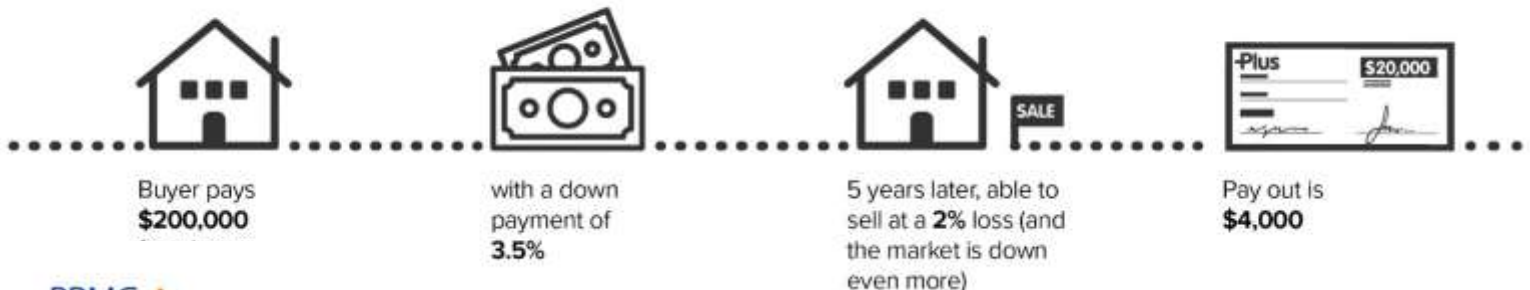 -Plus
$20,000
SALE
Buyer pays
$200,000
with a down
payment of
3.5%
5 years later, able to
sell at a 2% loss (and
the market is down
even more)
Pay out is
$4,000